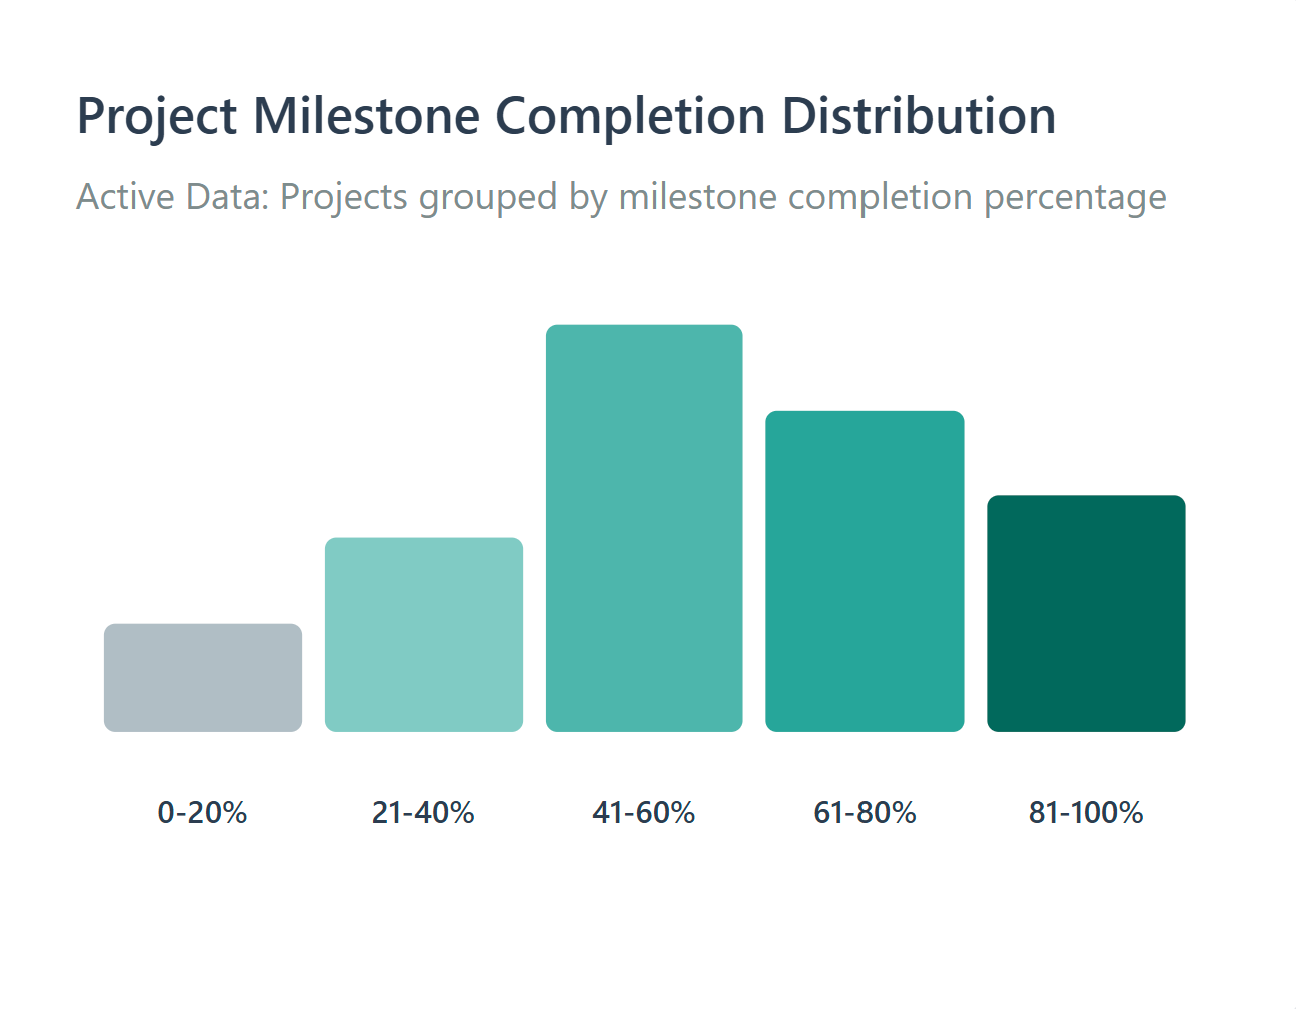 Project Milestone Completion Distribution
Active Data: Projects grouped by milestone completion percentage
0-20%
21-40%
41-60%
61-80%
81-100%